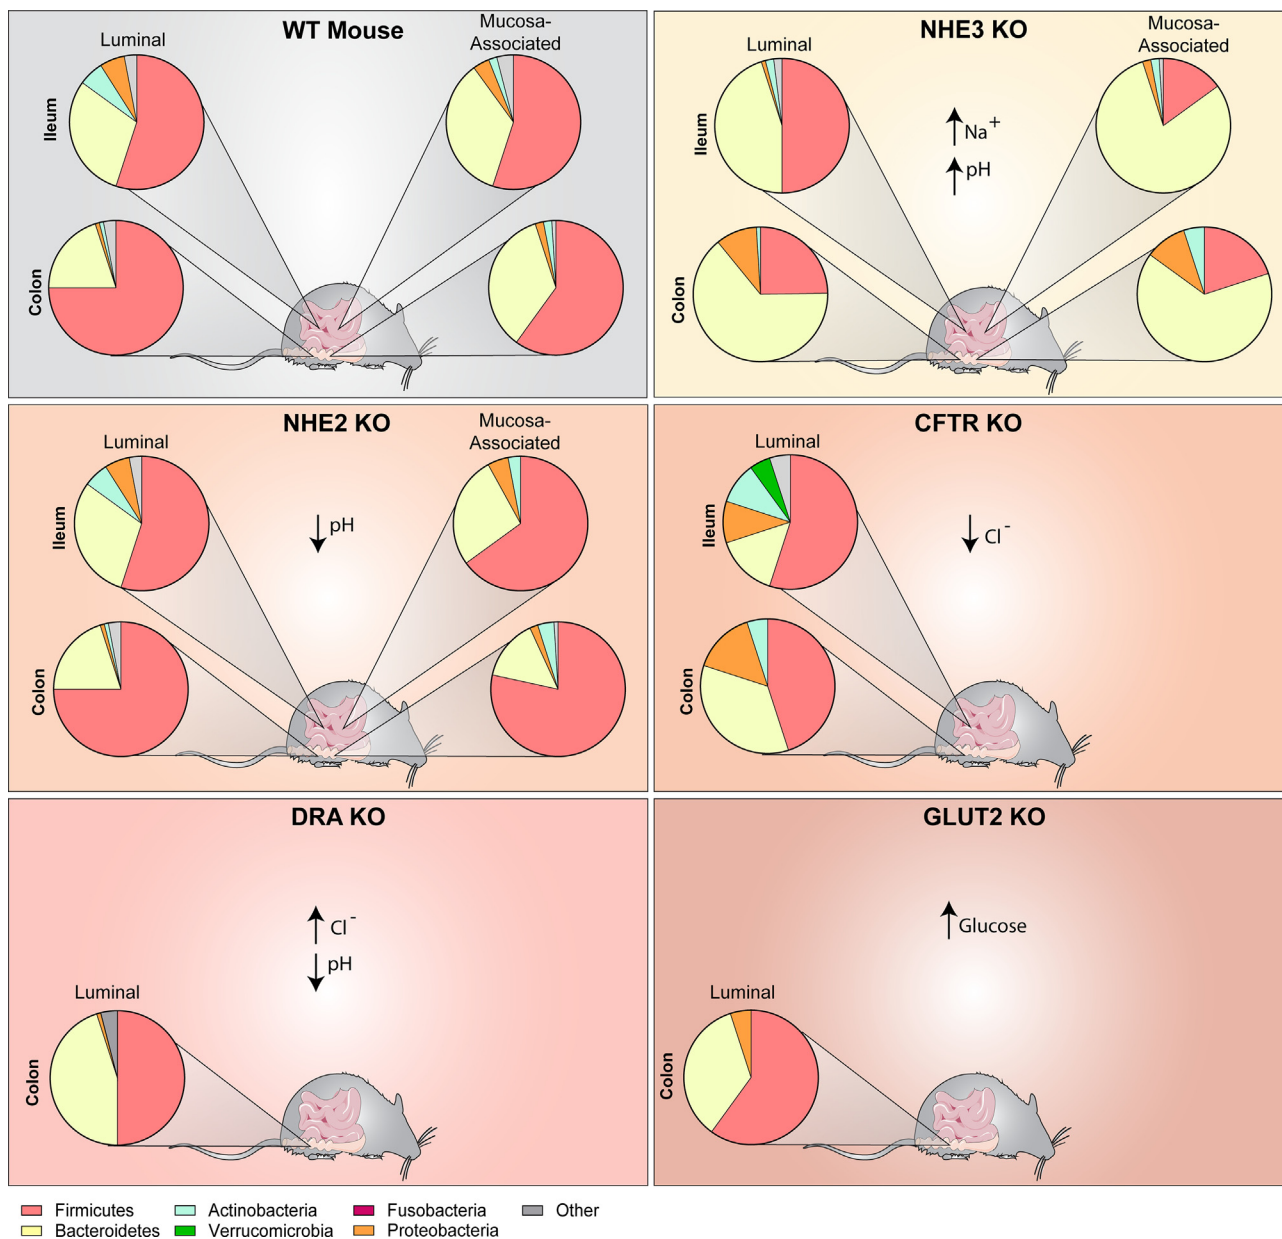 WT Mouse
Luminal
Mucosa-
Associated
Ileum
Colon
NHE3 KO
Luminal
Mucosa-
Associated
Ileum
Colon
Na+
pH
NHE2 KO
Luminal
Mucosa-
Associated
Ileum
Colon
pH
CFTR KO
Luminal
Ileum
Colon
Cl-
DRA KO
Cl-
pH
Luminal
Colon
GLUT2 KO
Glucose
Luminal
Colon
Firmicutes
Actinobacteria
Fusobacteria
Other
Bacteroidetes
Verrucomicrobia
Proteobacteria